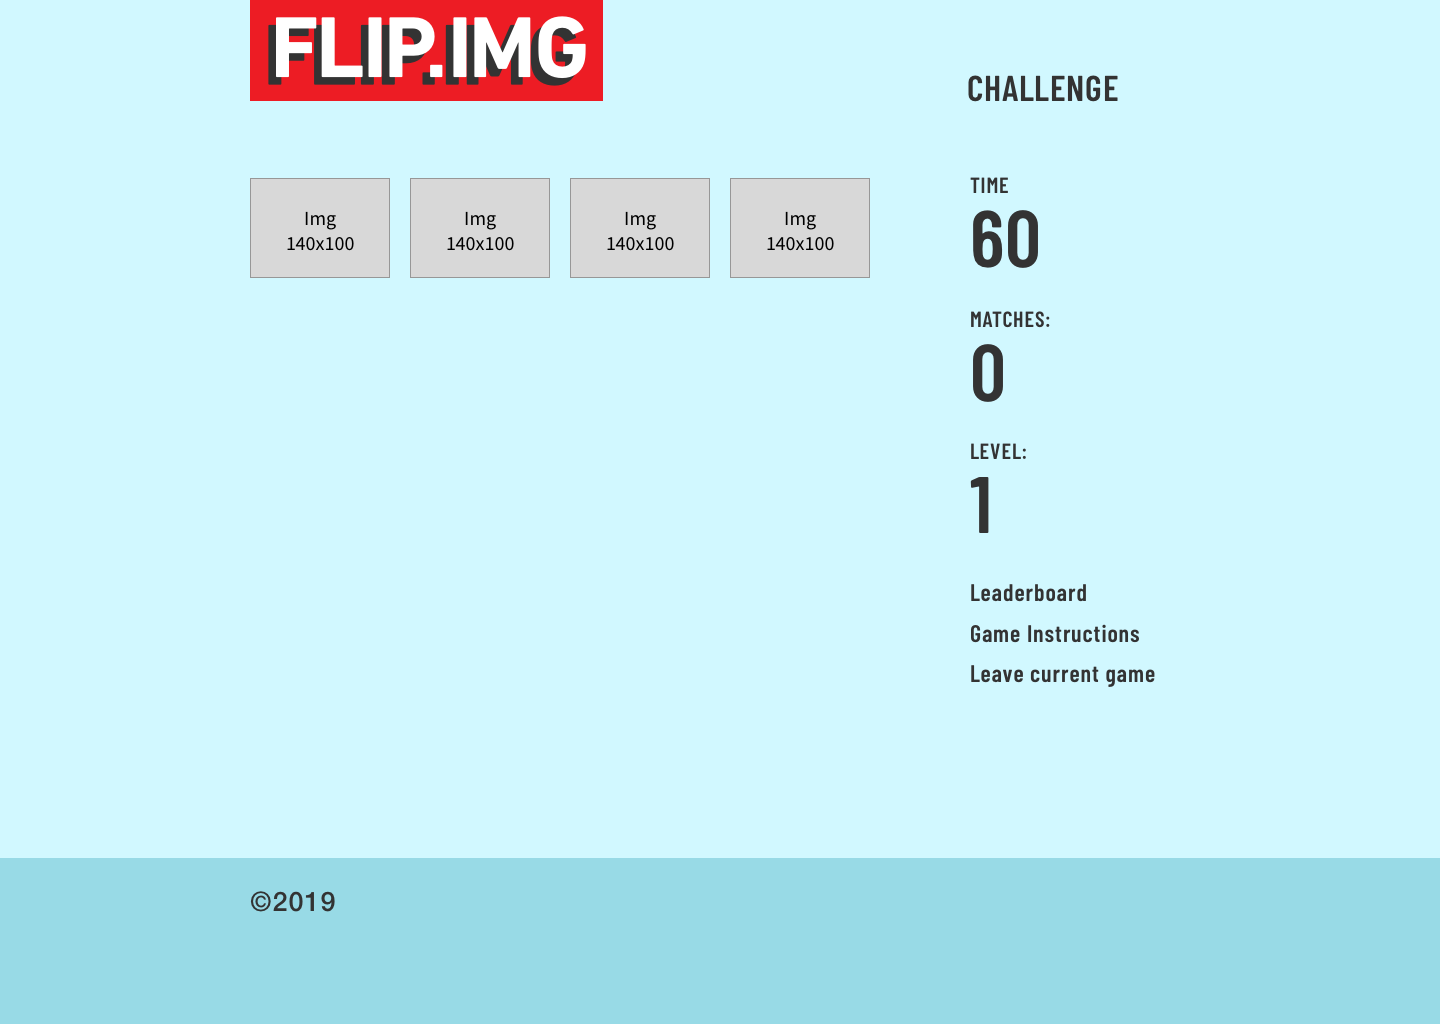 FLIP.IMG
CHALLENGE
Img
140x100
Img
140x100
Img
140x100
Img
140x100
TIME
60
MATCHES:
0
LEVEL:
1
Leaderboard
Game Instructions
Leave current game
©2019